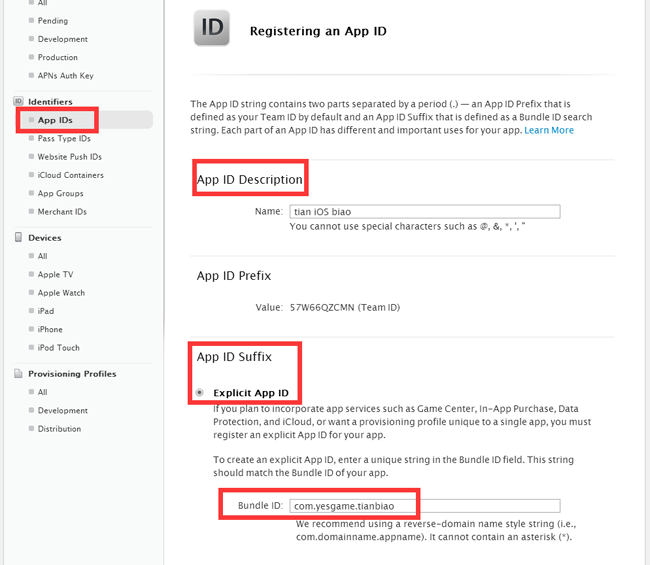 All
Pending
Development
Production
APNs Auth Key
ID Identifiers
App IDs
Pass Type IDs
Website Push IDs
iCloud Containers
App Groups
Merchant IDs
Devices
All
Apple TV
Apple Watch
iPad
iPhone
iPod Touch
Provisioning Profiles
All
Development
Distribution
ID Registering an App ID
The App ID string contains two parts separated by a period (.) — an App ID Prefix that is
defined as your Team ID by default and an App ID Suffix that is defined as a Bundle ID search
string. Each part of an App ID has different and important uses for your app. Learn More
App ID Description
Name: tian iOS biao
You cannot use special characters such as @, &, *, ', "
App ID Prefix
Value: 57W66QZCMN (Team ID)
App ID Suffix
Explicit App ID
If you plan to incorporate app services such as Game Center, In-App Purchase, Data
Protection, and iCloud, or want a provisioning profile unique to a single app, you must
register an explicit App ID for your app.
To create an explicit App ID, enter a unique string in the Bundle ID field. This string
should match the Bundle ID of your app.
Bundle ID: com.yesgame.tianbiao
We recommend using a reverse-domain name style string (i.e.,
com.domainname.appname). It cannot contain an asterisk (*).